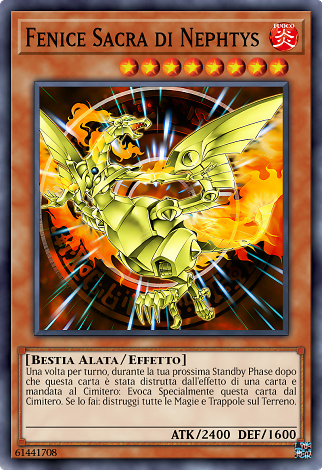 Fenice Sacra di Nephtys
FUOCO
炎
[Bestia Alata/Effetto]
Una volta per turno, durante la tua prossima Standby Phase dopo
che questa carta è stata distrutta dall'effetto di una carta e
mandata al Cimitero: Evoca Specialmente questa carta dal
Cimitero. Se lo fai: distruggi tutte le Magie e Trappole sul Terreno.
ATK/2400 DEF/1600
61441708